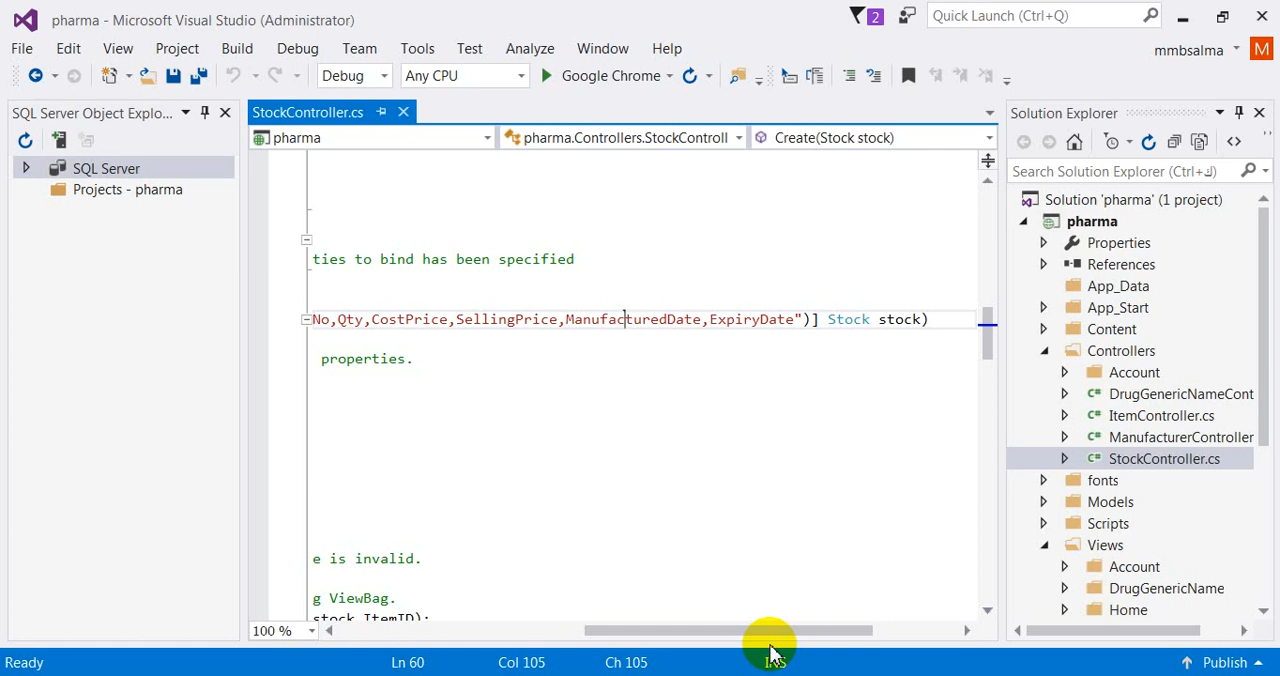 pharma - Microsoft Visual Studio (Administrator)
2
Quick Launch (Ctrl+Q)
File Edit View Project Build Debug Team Tools Test Analyze Window Help
mmbsalma
M
Debug
Any CPU
Google Chrome
SQL Server Object Explo...
SQL Server
Projects - pharma
StockController.cs
pharma
pharma.Controllers.StockControll
Create(Stock stock)
ties to bind has been specified
No,Qty,CostPrice,SellingPrice,ManufacturedDate,ExpiryDate")] Stock stock)
properties.
e is invalid.
g ViewBag.
stock.ItemID);
100 %
Solution Explorer
Search Solution Explorer (Ctrl+ك)
Solution 'pharma' (1 project)
pharma
Properties
References
App_Data
App_Start
Content
Controllers
Account
DrugGenericNameCont
ItemController.cs
ManufacturerController
StockController.cs
fonts
Models
Scripts
Views
Account
DrugGenericName
Home
Ready
Ln 60
Col 105
Ch 105
INS
Publish